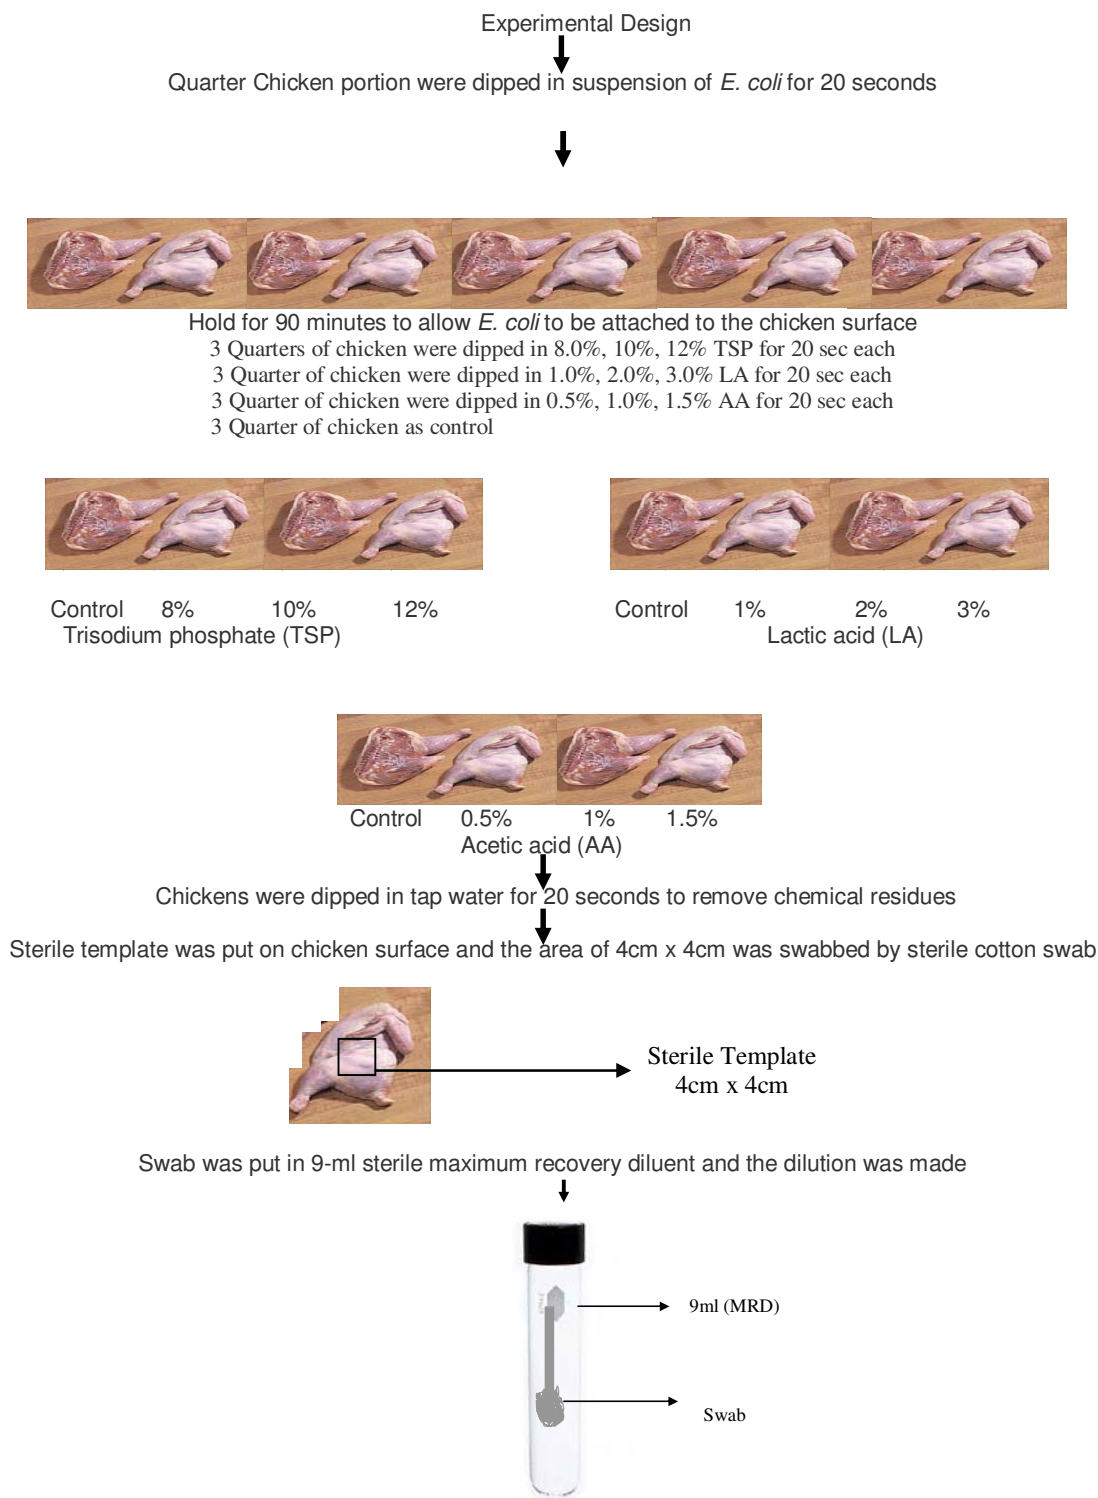 Experimental Design
Quarter Chicken portion were dipped in suspension of E. coli for 20 seconds
Hold for 90 minutes to allow E. coli to be attached to the chicken surface
3 Quarters of chicken were dipped in 8.0%, 10%, 12% TSP for 20 sec each
3 Quarter of chicken were dipped in 1.0%, 2.0%, 3.0% LA for 20 sec each
3 Quarter of chicken were dipped in 0.5%, 1.0%, 1.5% AA for 20 sec each
3 Quarter of chicken as control
Control 8% 10% 12%
Trisodium phosphate (TSP)
Control 1% 2% 3%
Lactic acid (LA)
Control 0.5% 1% 1.5%
Acetic acid (AA)
Chickens were dipped in tap water for 20 seconds to remove chemical residues
Sterile template was put on chicken surface and the area of 4cm x 4cm was swabbed by sterile cotton swab
Sterile Template
4cm x 4cm
Swab was put in 9-ml sterile maximum recovery diluent and the dilution was made
9ml (MRD)
Swab